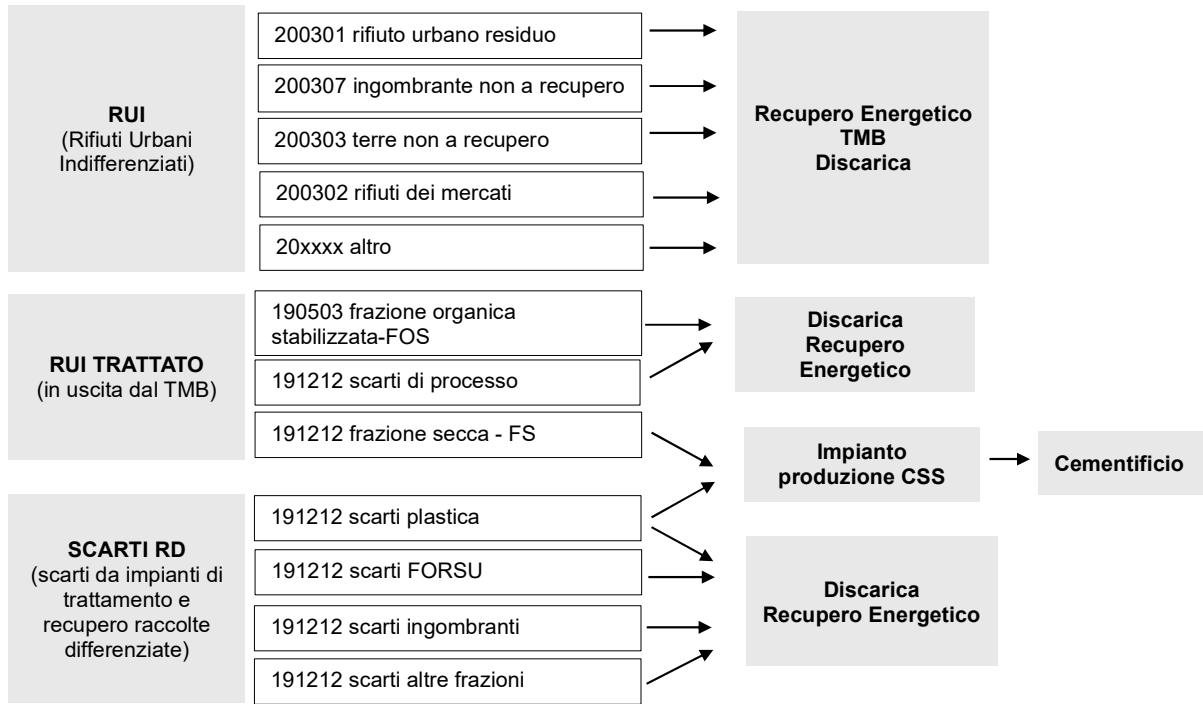 RUI
(Rifiuti Urbani
Indifferenziati)
200301 rifiuto urbano residuo
200307 ingombrante non a recupero
200303 terre non a recupero
200302 rifiuti dei mercati
20xxxx altro
Recupero Energetico
TMB
Discarica
RUI TRATTATO
(in uscita dal TMB)
190503 frazione organica
stabilizzata-FOS
191212 scarti di processo
191212 frazione secca - FS
Discarica
Recupero
Energetico
Impianto
produzione CSS
Cementificio
SCARTI RD
(scarti da impianti di
trattamento e
recupero raccolte
differenziate)
191212 scarti plastica
191212 scarti FORSU
191212 scarti ingombranti
191212 scarti altre frazioni
Discarica
Recupero Energetico